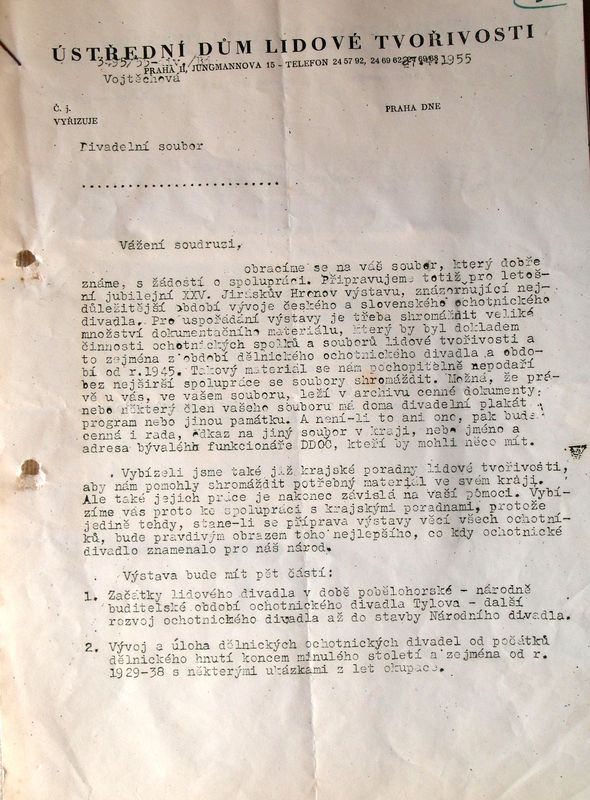 ÚSTŘEDNÍ DŮM LIDOVÉ TVOŘIVOSTI
PRAHA II, JUNGMANNOVA 15 - TELEFON 24 57 92, 24 69 62,
1955
Vojtěchová
Č. j.
VYŘIZUJE
PRAHA DNE
Divadelní soubor
Vážení soudruzi,
obracíme se na váš soubor, který dobře
známe, s žádostí o spolupráci. Připravujeme totiž pro letoš-
ní jubilejní XXV. Jiráskův Hronov výstavu, znázorňující nej-
důležitější období vývoje českého a slovenského ochotnického
divadla. Pro uspořádání výstavy je třeba shromáždit veliké
množství dokumentačního materiálu, který by byl dokladem
činnosti ochotnických spolků a souborů lidové tvořivosti a
to zejména z období dělnického ochotnického divadla a obdo-
bí od r.1945. Takový materiál se nám pochopitelně nepodaří
bez nejširší spolupráce se soubory shromáždit. Možná, že prá-
vě u vás, ve vašem souboru, leží v archivu cenné dokumenty,
nebo některý člen vašeho souboru má doma divadelní plakát,
program nebo jinou památku. A není-li to ani ono, pak bude
cenná i rada, odkaz na jiný soubor v kraji, nebo jméno a
adresa bývalého funkcionáře DDOČ, kteří by mohli něco mít.
Vybízeli jsme také již krajské poradny lidové tvořivosti,
aby nám pomohly shromáždit potřebný materiál ve svém kraji.
Ale také jejich práce je nakonec závislá na vaší pomoci. Vybí-
zíme vás proto ke spolupráci s krajskými poradnami, protože
jedině tehdy, stane-li se příprava výstavy věcí všech ochotní-
ků, bude pravdivým obrazem toho nejlepšího, co kdy ochotnické
divadlo znamenalo pro náš národ.
Výstava bude mít pět částí:
1. Začátky lidového divadla v době pobělohorské - národně
buditelské období ochotnického divadla Tylova - další
rozvoj ochotnického divadla až do stavby Národního divadla.
2. Vývoj a úloha dělnických ochotnických divadel od počátků
dělnického hnutí koncem minulého století a zejména od r.
1929-38 s některými ukázkami z let okupace.